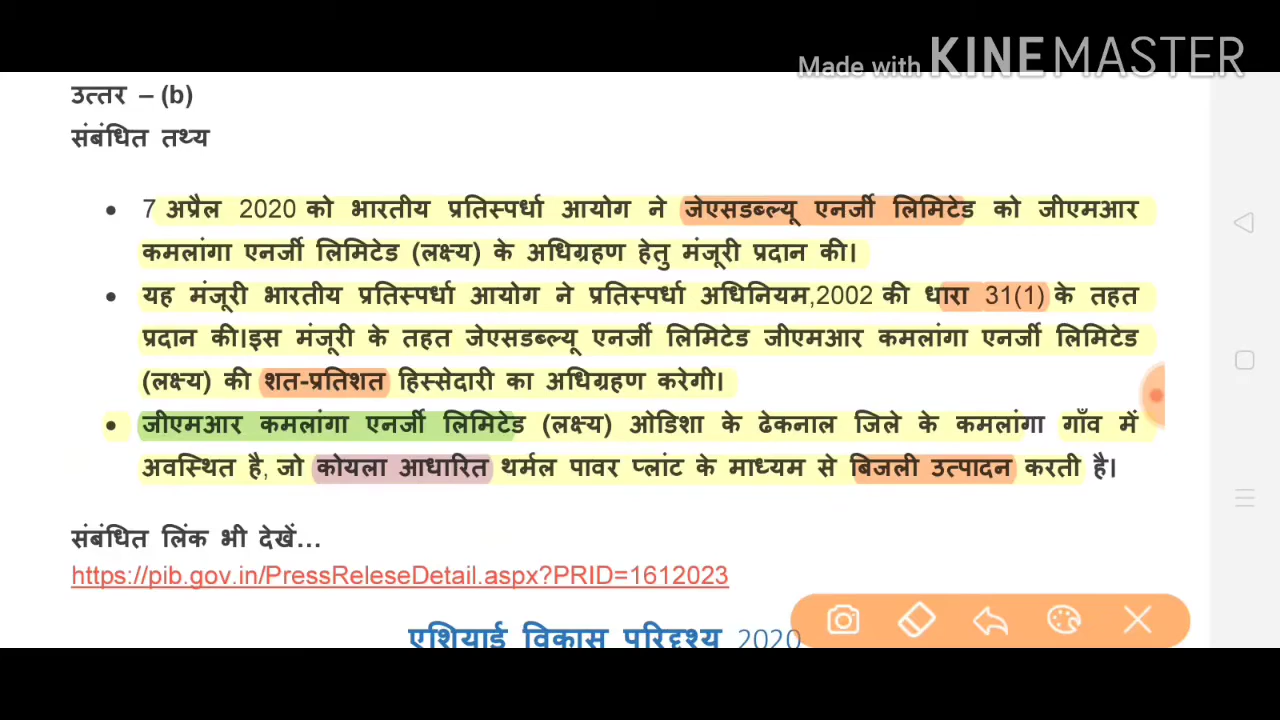 Made with KINEMASTER
उत्तर – (b)
संबंधित तथ्य
• 7 अप्रैल 2020 को भारतीय प्रतिस्पर्धा आयोग ने जेएसडब्ल्यू एनर्जी लिमिटेड को जीएमआर
कमलांगा एनर्जी लिमिटेड (लक्ष्य) के अधिग्रहण हेतु मंजूरी प्रदान की।
• यह मंजूरी भारतीय प्रतिस्पर्धा आयोग ने प्रतिस्पर्धा अधिनियम,2002 की धारा 31(1) के तहत
प्रदान की।इस मंजूरी के तहत जेएसडब्ल्यू एनर्जी लिमिटेड जीएमआर कमलांगा एनर्जी लिमिटेड
(लक्ष्य) की शत-प्रतिशत हिस्सेदारी का अधिग्रहण करेगी।
• जीएमआर कमलांगा एनर्जी लिमिटेड (लक्ष्य) ओडिशा के ढेकनाल जिले के कमलांगा गाँव में
अवस्थित है, जो कोयला आधारित थर्मल पावर प्लांट के माध्यम से बिजली उत्पादन करती है।
संबंधित लिंक भी देखें...
https://pib.gov.in/PressReleseDetail.aspx?PRID=1612023
एशियाई विकास परिदृश्य 2020